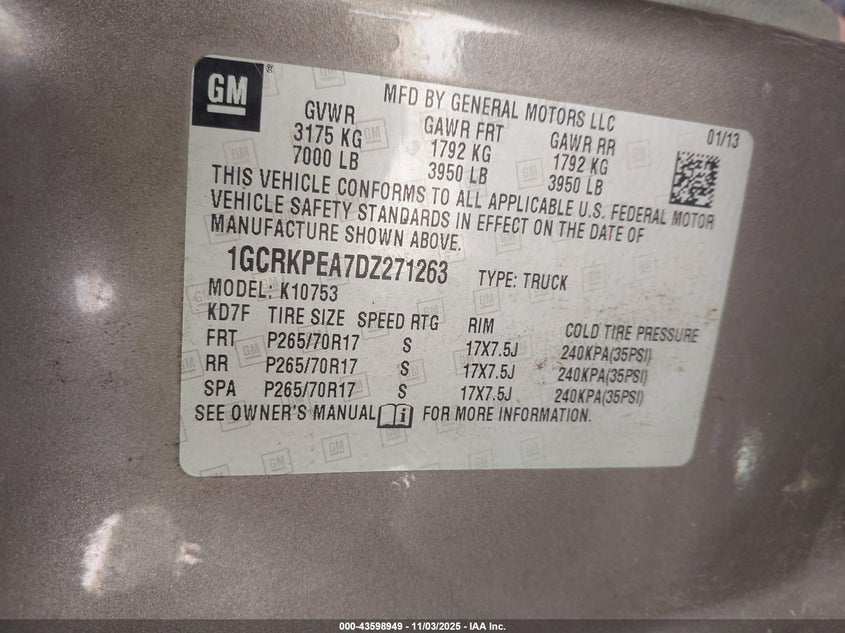 GM
MFD BY GENERAL MOTORS LLC
01/13
GVWR GAWR FRT GAWR RR
3175 KG 1792 KG 1792 KG
7000 LB 3950 LB 3950 LB
THIS VEHICLE CONFORMS TO ALL APPLICABLE U.S. FEDERAL MOTOR
VEHICLE SAFETY STANDARDS IN EFFECT ON THE DATE OF
MANUFACTURE SHOWN ABOVE.
1GCRKPEA7DZ271263 TYPE: TRUCK
MODEL: K10753
KD7F TIRE SIZE SPEED RTG RIM COLD TIRE PRESSURE
FRT P265/70R17 S 17X7.5J 240KPA(35PSI)
RR P265/70R17 S 17X7.5J 240KPA(35PSI)
SPA P265/70R17 S 17X7.5J 240KPA(35PSI)
SEE OWNER'S MANUAL FOR MORE INFORMATION.
000-43598949 - 11/03/2025 - IAA Inc.